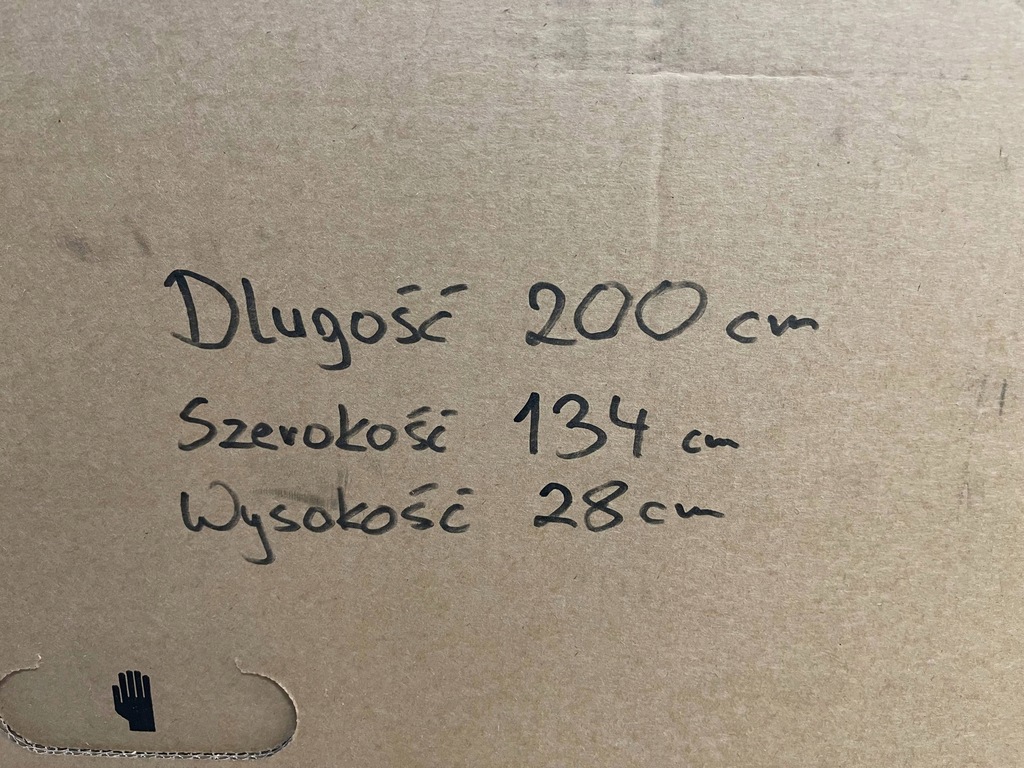 Dlugość 200 cm
Szerokość 134 cm
Wysokość 28 cm